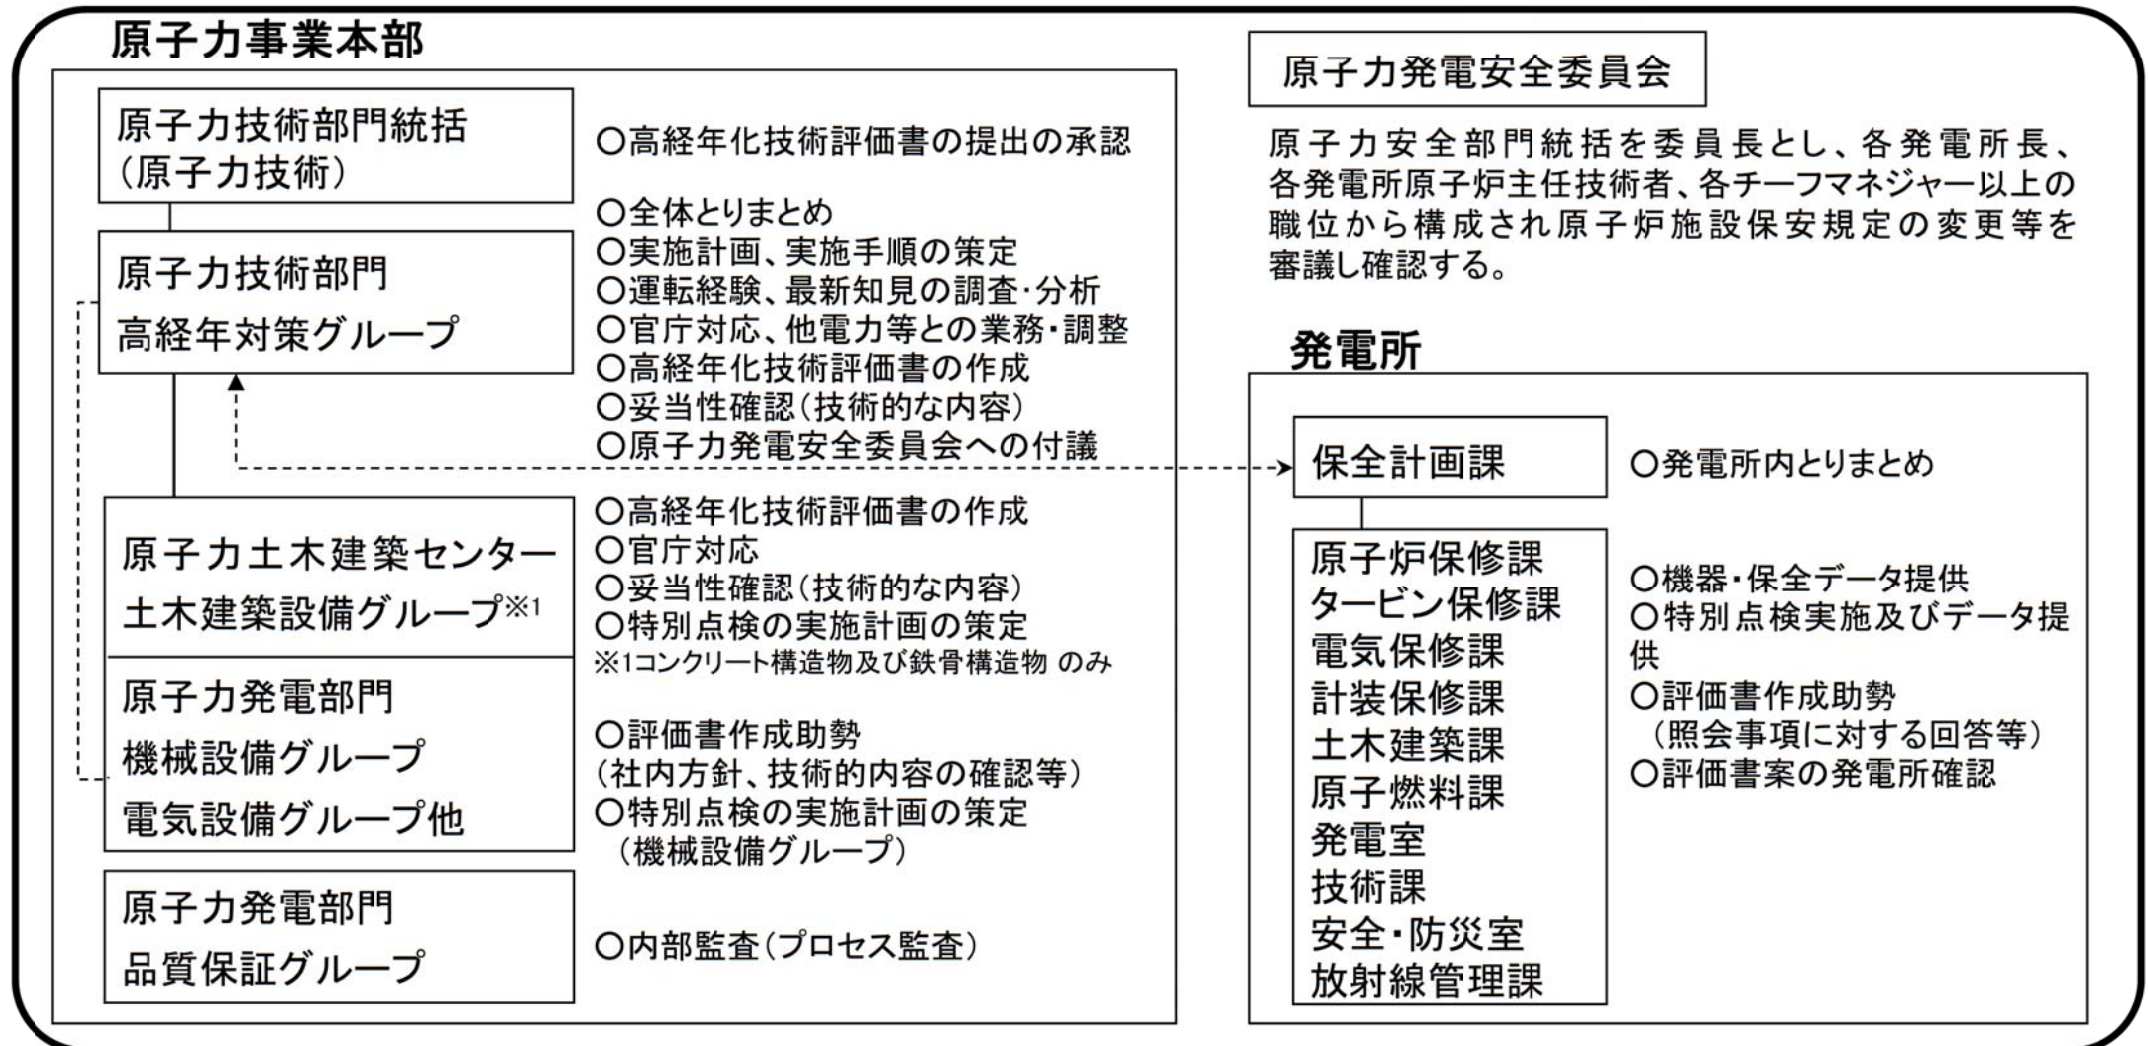 原子力事業本部
原子力技術部門統括
（原子力技術）
○高経年化技術評価書の提出の承認
原子力技術部門
高経年対策グループ
○全体とりまとめ
○実施計画、実施手順の策定
○運転経験、最新知見の調査・分析
○官庁対応、他電力等との業務・調整
○高経年化技術評価書の作成
○妥当性確認（技術的な内容）
○原子力発電安全委員会への付議
原子力土木建築センター
土木建築設備グループ※1
○高経年化技術評価書の作成
○官庁対応
○妥当性確認（技術的な内容）
○特別点検の実施計画の策定
※1コンクリート構造物及び鉄骨構造物 のみ
原子力発電部門
機械設備グループ
電気設備グループ他
○評価書作成助勢
（社内方針、技術的内容の確認等）
○特別点検の実施計画の策定
（機械設備グループ）
原子力発電部門
品質保証グループ
○内部監査（プロセス監査）
原子力発電安全委員会
原子力安全部門統括を委員長とし、各発電所長、
各発電所原子炉主任技術者、各チーフマネジャー以上の
職位から構成され原子炉施設保安規定の変更等を
審議し確認する。
発電所
保全計画課
○発電所内とりまとめ
原子炉保修課
タービン保修課
電気保修課
計装保修課
土木建築課
原子燃料課
発電室
技術課
安全・防災室
放射線管理課
○機器・保全データ提供
○特別点検実施及びデータ提
供
○評価書作成助勢
（照会事項に対する回答等）
○評価書案の発電所確認